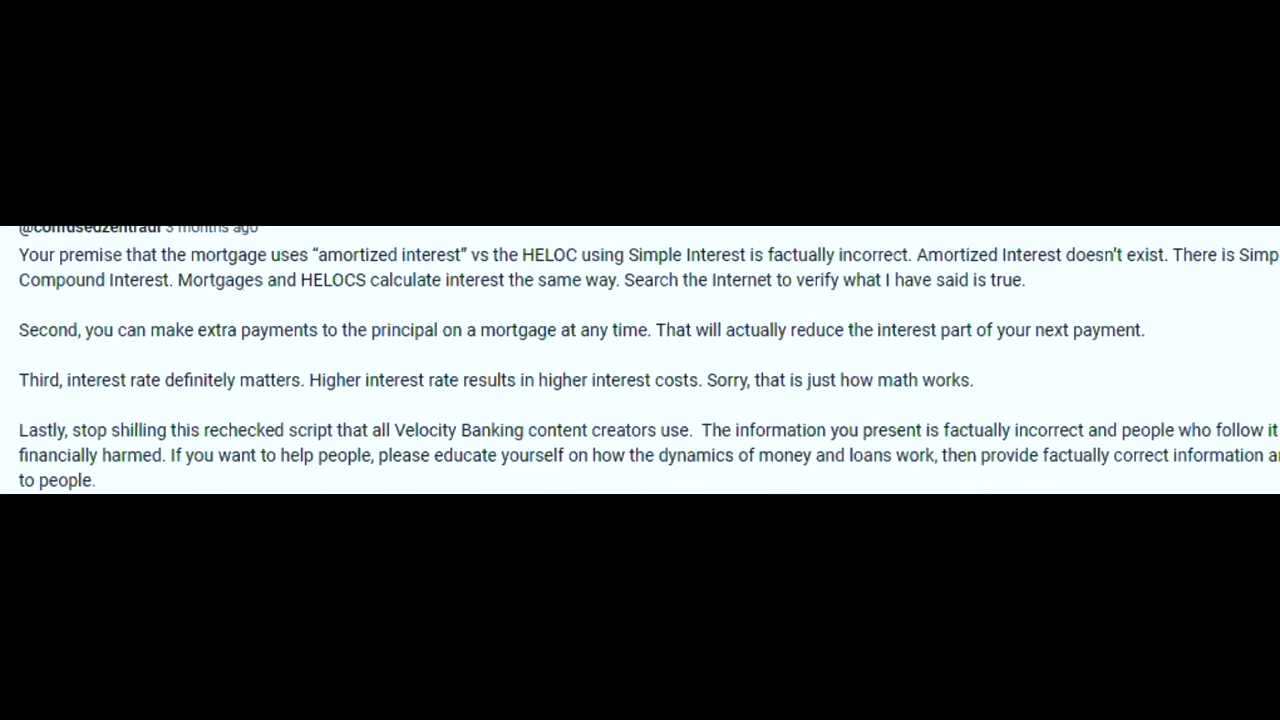 @confusedzentradi 3 months ago
Your premise that the mortgage uses “amortized interest” vs the HELOC using Simple Interest is factually incorrect. Amortized Interest doesn’t exist. There is
Compound Interest. Mortgages and HELOCS calculate interest the same way. Search the Internet to verify what I have said is true.
Second, you can make extra payments to the principal on a mortgage at any time. That will actually reduce the interest part of your next payment.
Third, interest rate definitely matters. Higher interest rate results in higher interest costs. Sorry, that is just how math works.
Lastly, stop shilling this rechecked script that all Velocity Banking content creators use. The information you present is factually incorrect and people who follow it
financially harmed. If you want to help people, please educate yourself on how the dynamics of money and loans work, then provide factually correct information
to people.